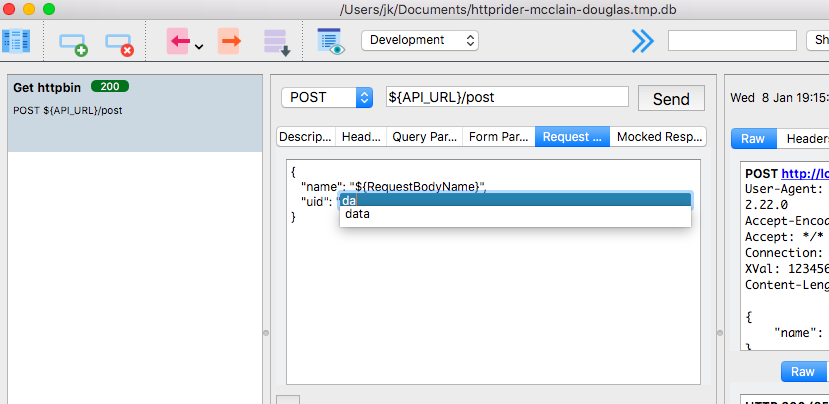 /Users/jk/Documents/httprider-mcclain-douglas.tmp.db
Development
Sh
Get httpbin 200
POST ${API_URL}/post
POST ${API_URL}/post Send
Descrip... Head... Query Par... Form Par... Request ... Mocked Resp...
{
"name": "${RequestBodyName}",
"uid": "da
data
}
Wed 8 Jan 19:15:
Raw Headers
POST http://lo
User-Agent:
2.22.0
Accept-Encod
Accept: */*
Connection:
XVal: 123456
Content-Leng
{
"name":
}
Raw